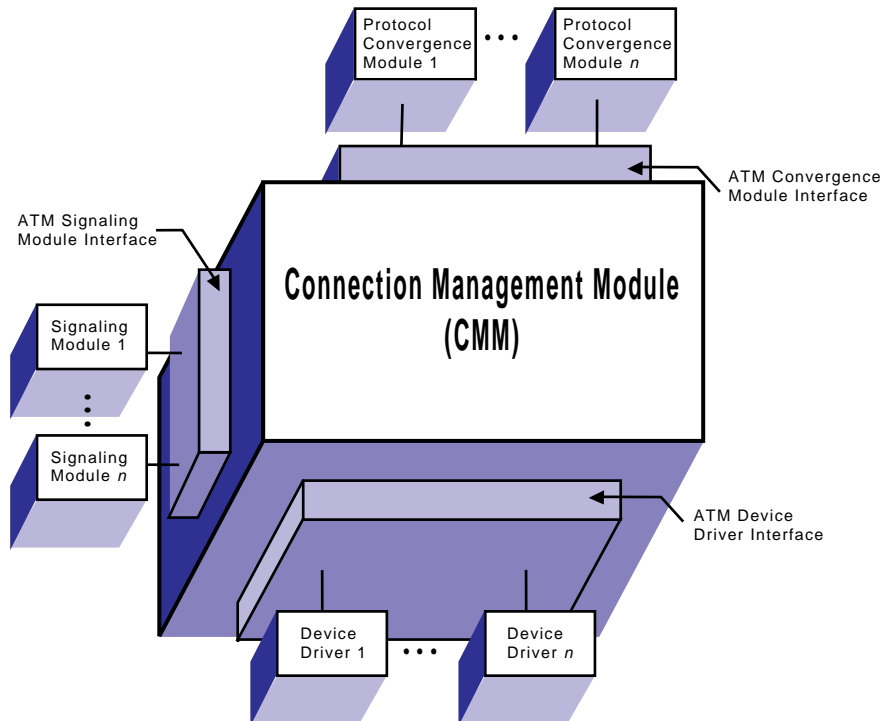 Protocol
Convergence
Module 1
Protocol
Convergence
Module n
ATM Convergence
Module Interface
ATM Signaling
Module Interface
Connection Management Module
(CMM)
Signaling
Module 1
Signaling
Module n
ATM Device
Driver Interface
Device
Driver 1
Device
Driver n